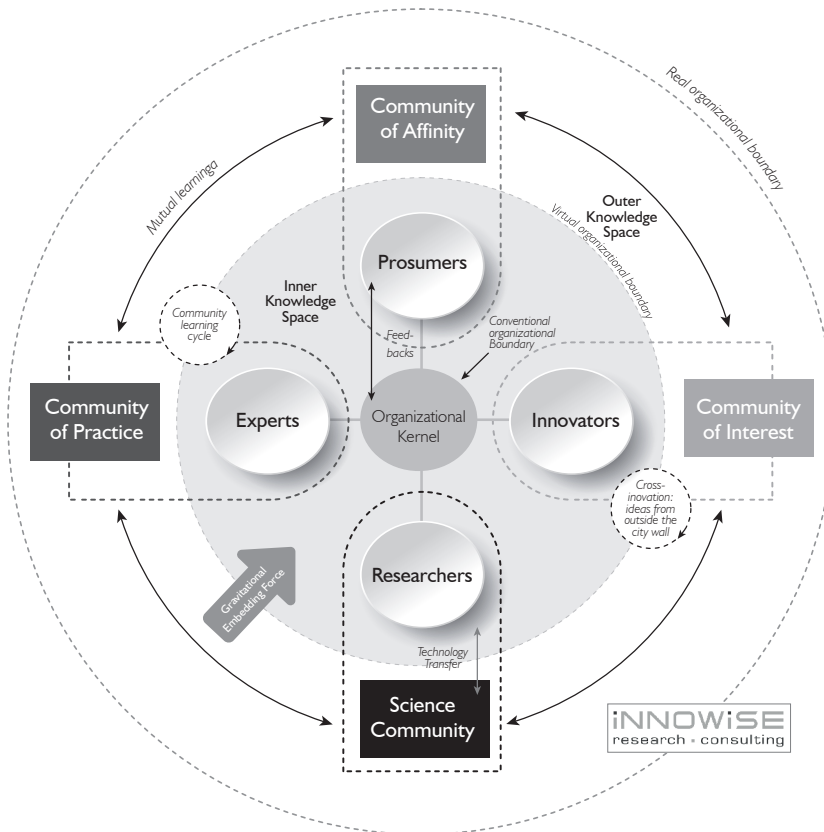 Real organizational boundary
Community
of Affinity
Mutual learninga
Outer
Knowledge
Space
Virtual organizational boundary
Prosumers
Inner
Knowledge
Space
Community
learning
cycle
Feed-
backs
Conventional
organizational
Boundary
Community
of Practice
Experts
Organizational
Kernel
Innovators
Community
of Interest
Cross-
inovation:
ideas from
outside the
city wall
Gravitational
Embedding Force
Researchers
Technology
Transfer
Science
Community
iNNOWiSE
research · consulting